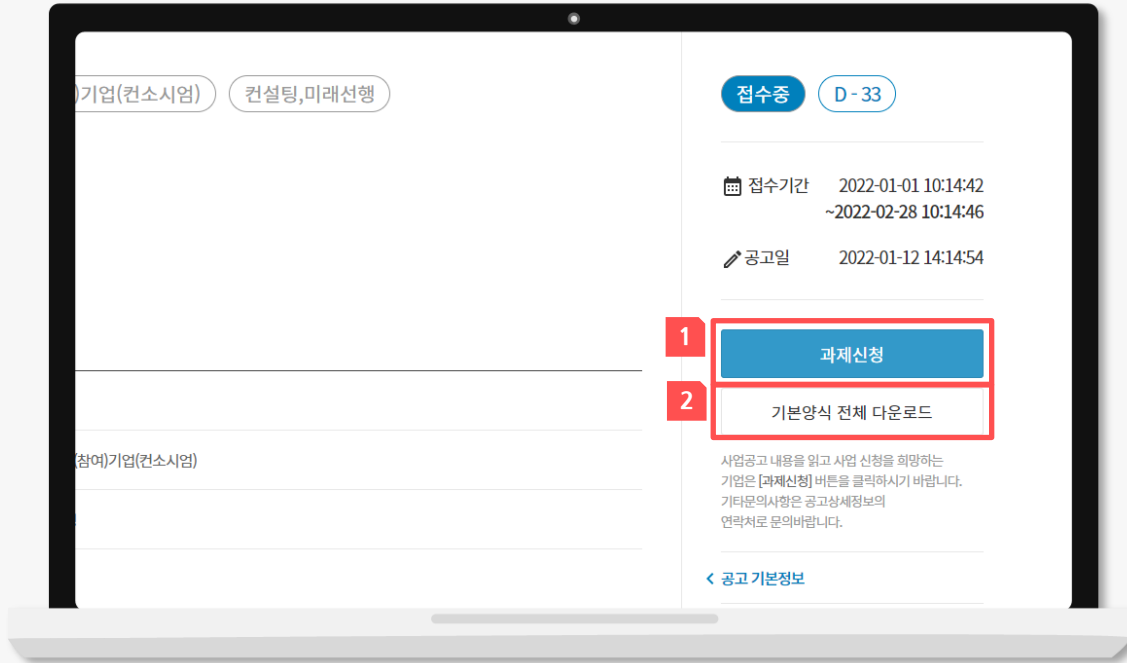 )기업(컨소시엄) 컨설팅,미래선행
접수중 D - 33
접수기간 2022-01-01 10:14:42
~2022-02-28 10:14:46
공고일 2022-01-12 14:14:54
1
과제신청
2
기본양식 전체 다운로드
(참여)기업(컨소시엄)
사업공고 내용을 읽고 사업 신청을 희망하는
기업은 [과제신청] 버튼을 클릭하시기 바랍니다.
기타문의사항은 공고상세정보의
연락처로 문의바랍니다.
공고 기본정보